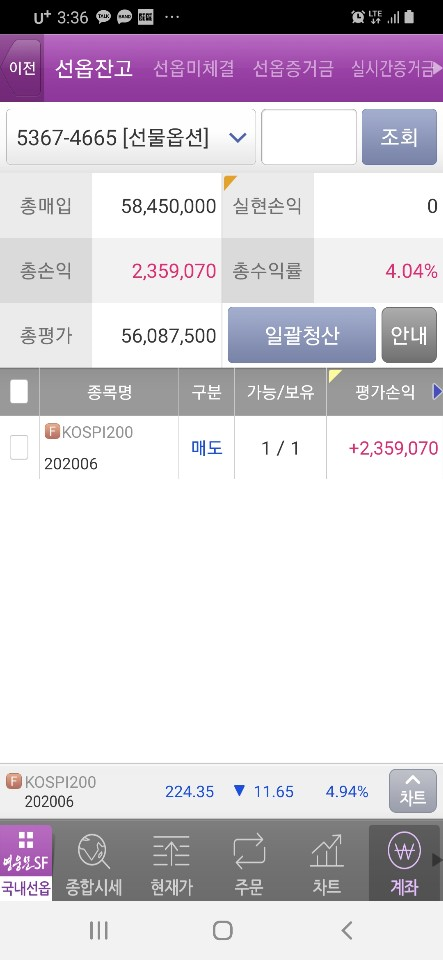 U+ 3:36 TALK BAND ···
LTE
이전 선옵잔고 선옵미체결 선옵증거금 실시간증거금
5367-4665 [선물옵션] 조회
총매입 58,450,000 실현손익 0
총손익 2,359,070 총수익률 4.04%
총평가 56,087,500 일괄청산 안내
종목명 구분 가능/보유 평가손익
F KOSPI200
202006 매도 1 / 1 +2,359,070
F KOSPI200
202006 224.35 ▼ 11.65 4.94% 차트
영웅문SF
국내선옵 종합시세 현재가 주문 차트 계좌